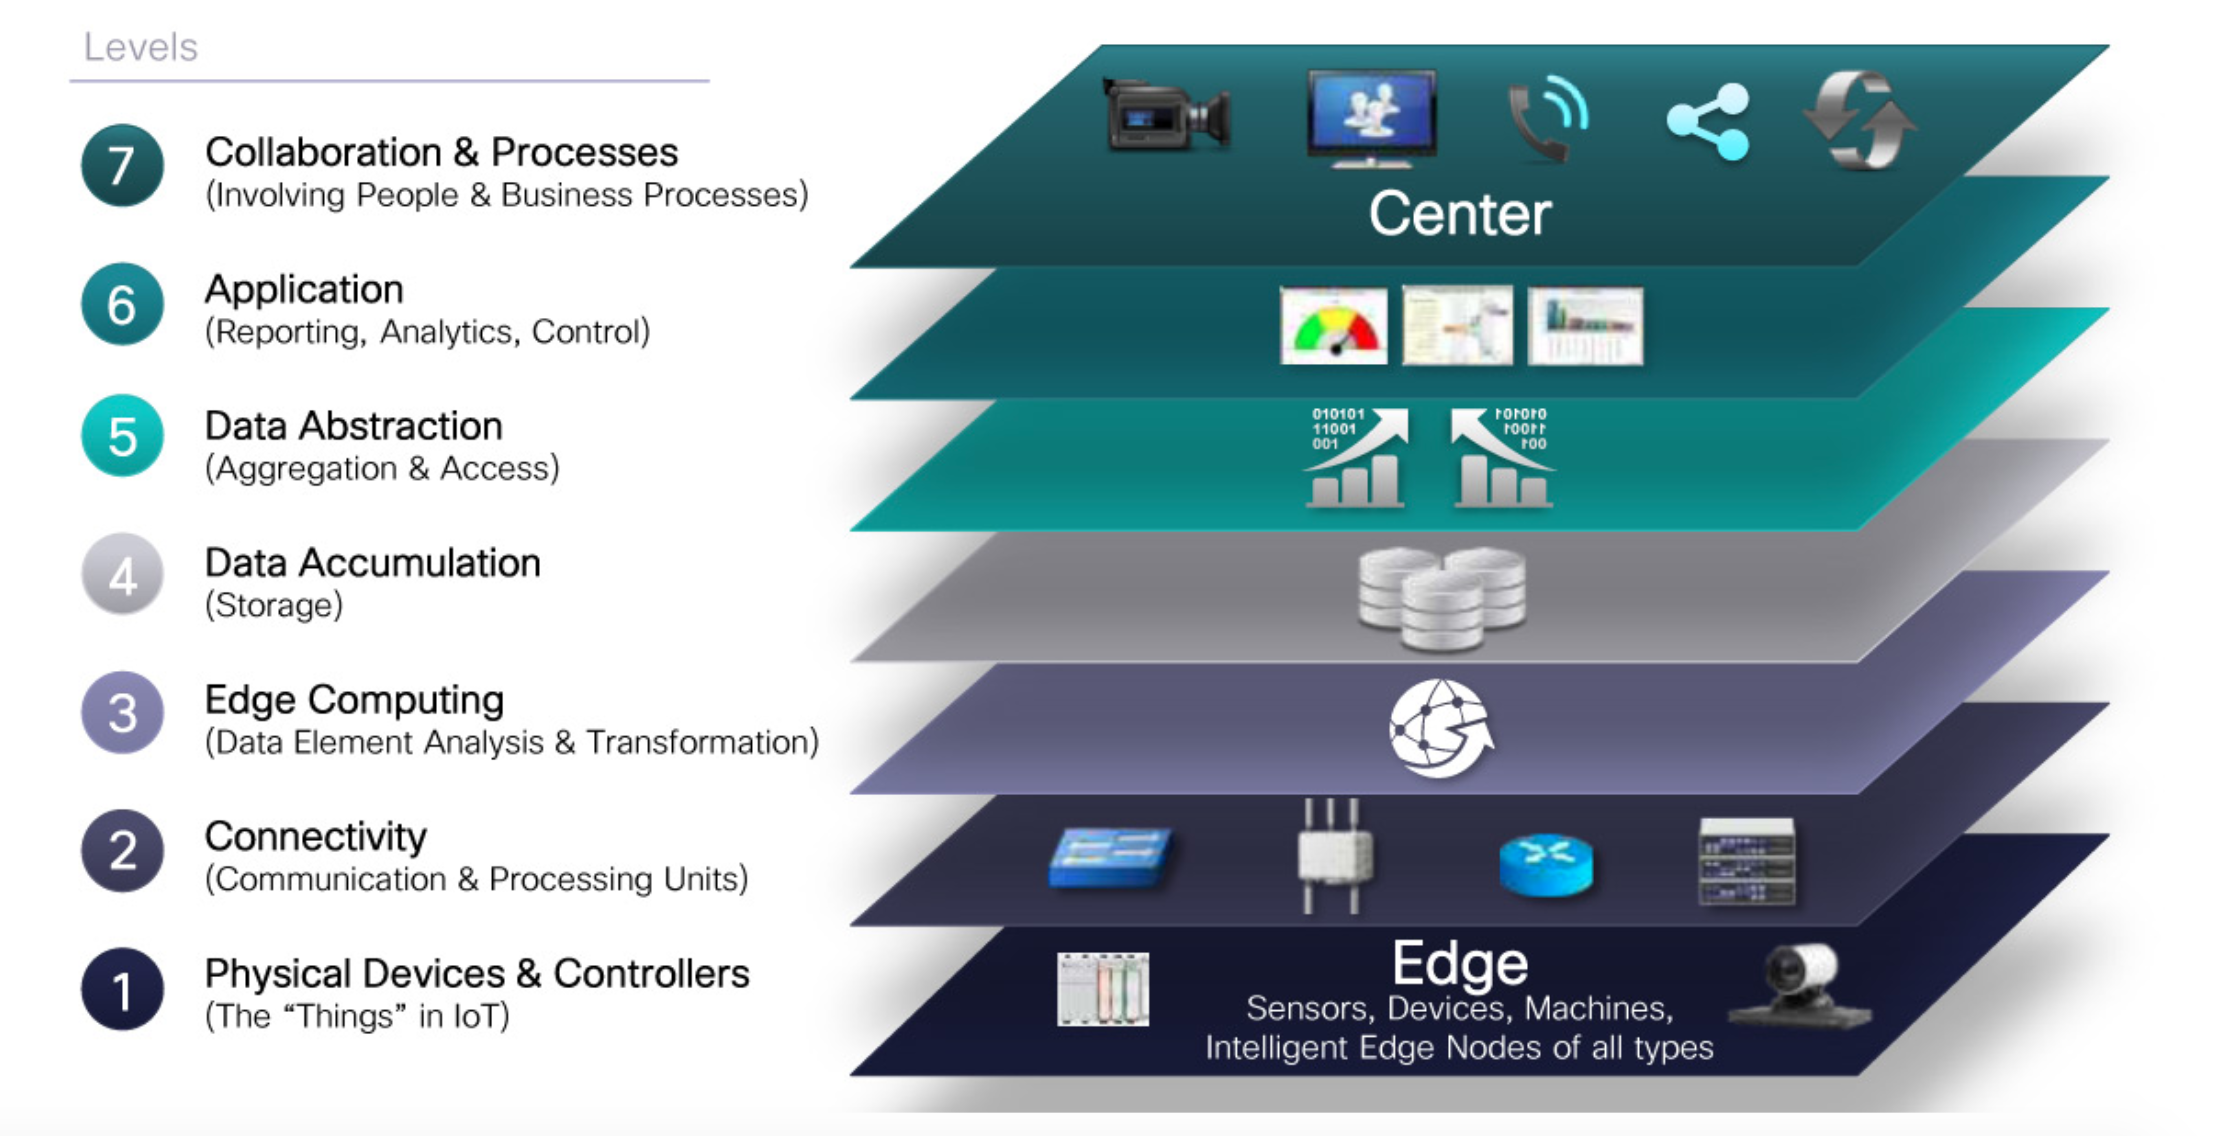 Levels
7
Collaboration & Processes
(Involving People & Business Processes)
Center
6
Application
(Reporting, Analytics, Control)
5
Data Abstraction
(Aggregation & Access)
010101
11001
001
4
Data Accumulation
(Storage)
3
Edge Computing
(Data Element Analysis & Transformation)
2
Connectivity
(Communication & Processing Units)
1
Physical Devices & Controllers
(The “Things” in IoT)
Edge
Sensors, Devices, Machines,
Intelligent Edge Nodes of all types